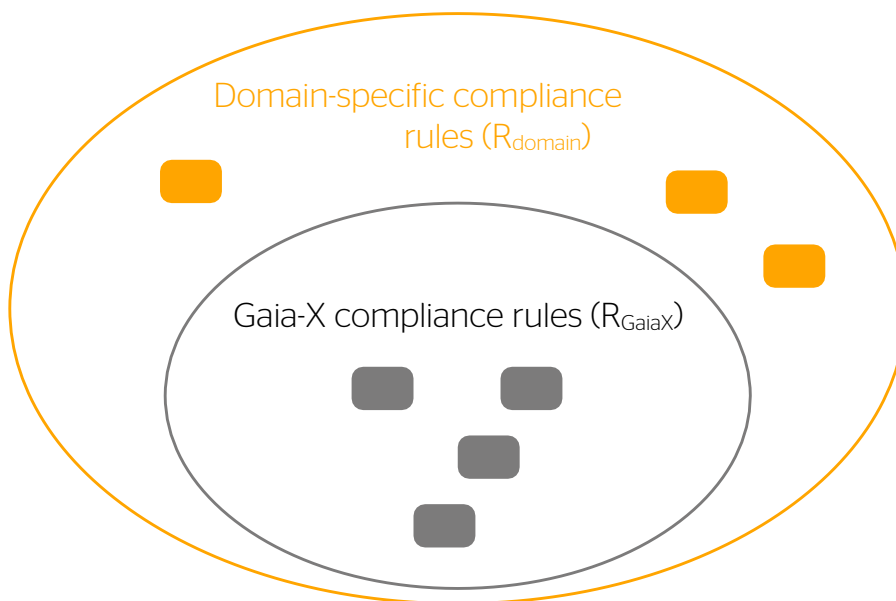 Domain-specific compliance
rules (Rdomain)
Gaia-X compliance rules (RGaiaX)